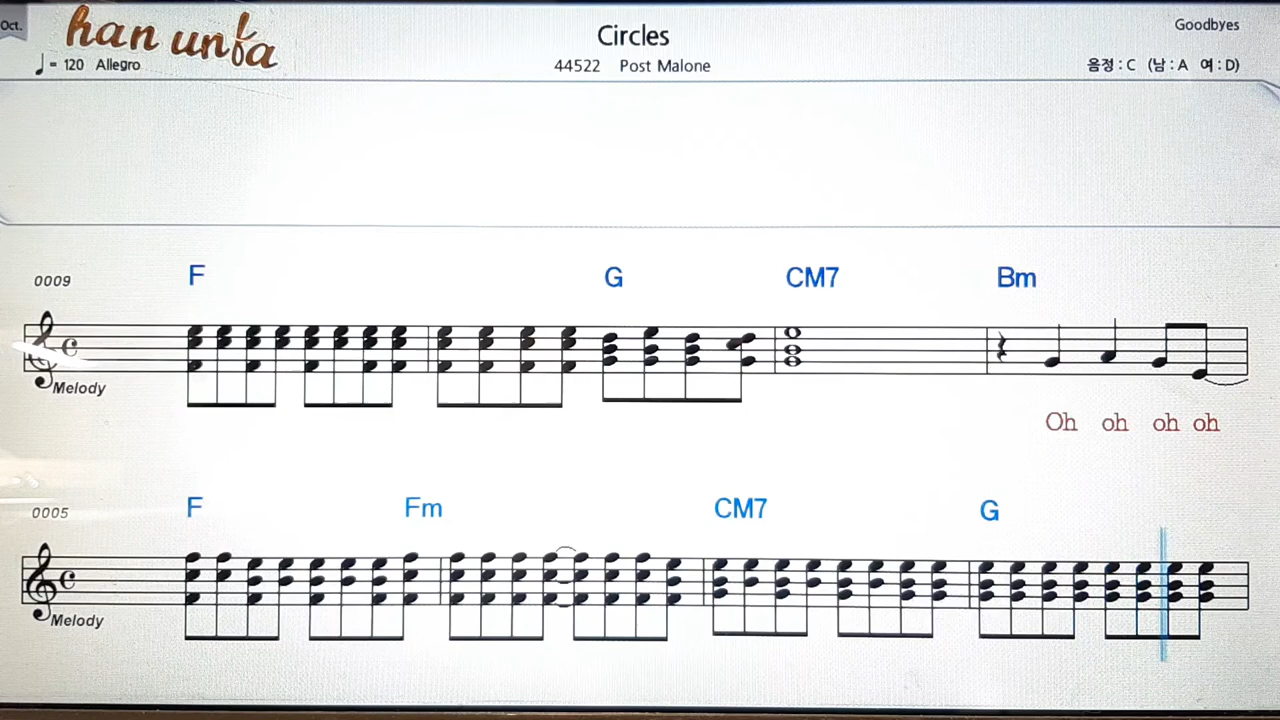 Oct.
han unfa
Circles
Goodbyes
♩ = 120 Allegro
44522 Post Malone
음정 : C (남 : A 여 : D)
0009
F G CM7 Bm
Melody
Oh oh oh oh
0005
F Fm CM7 G
Melody